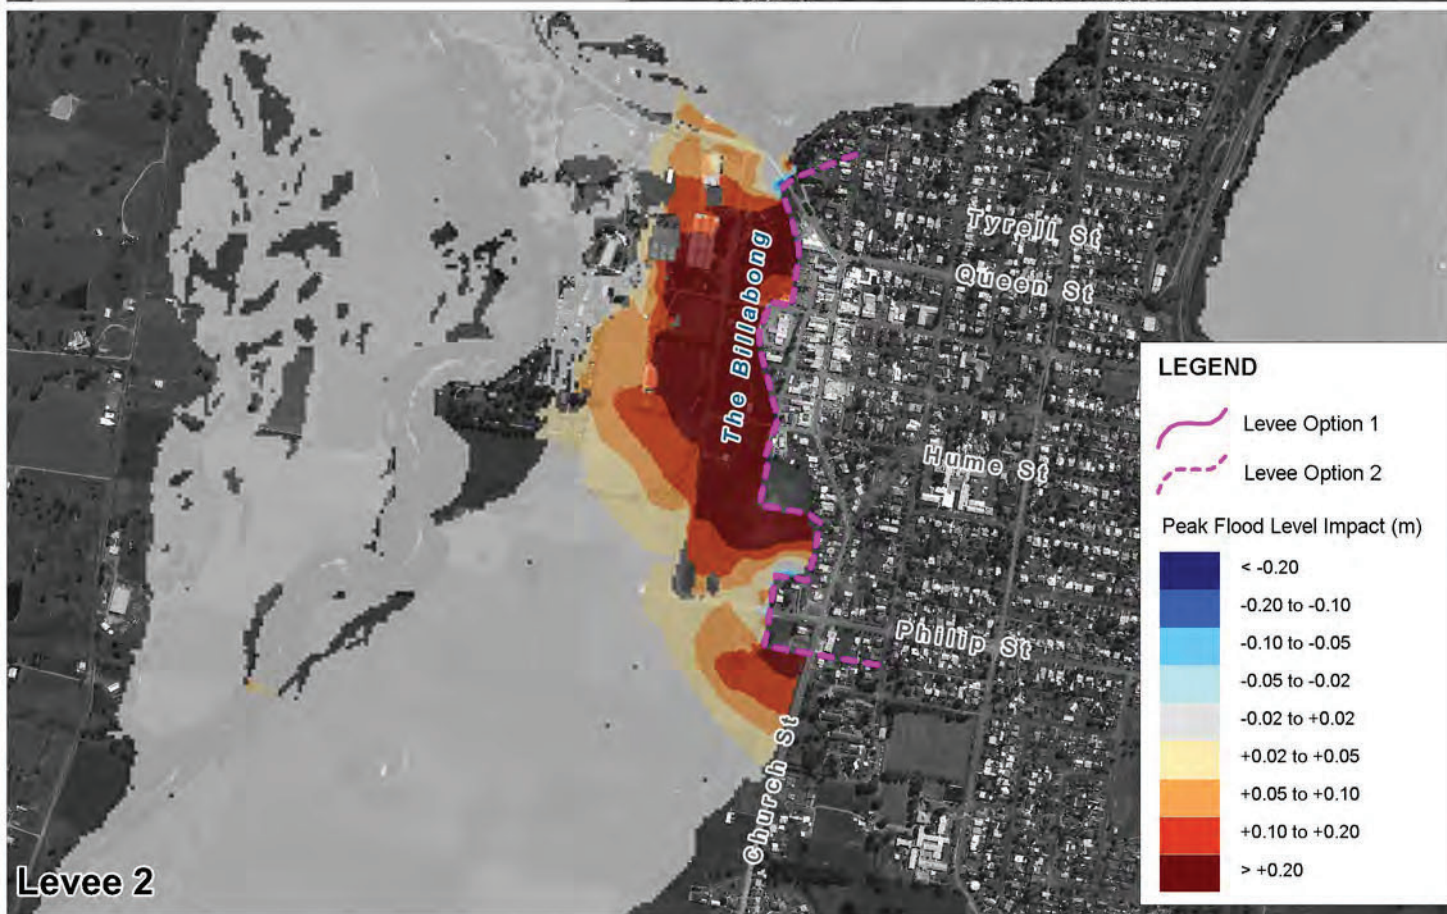 Tyrell St
Queen St
The Billabong
Hume St
Philip St
Church St
Levee 2
LEGEND
Levee Option 1
Levee Option 2
Peak Flood Level Impact (m)
< -0.20
-0.20 to -0.10
-0.10 to -0.05
-0.05 to -0.02
-0.02 to +0.02
+0.02 to +0.05
+0.05 to +0.10
+0.10 to +0.20
> +0.20